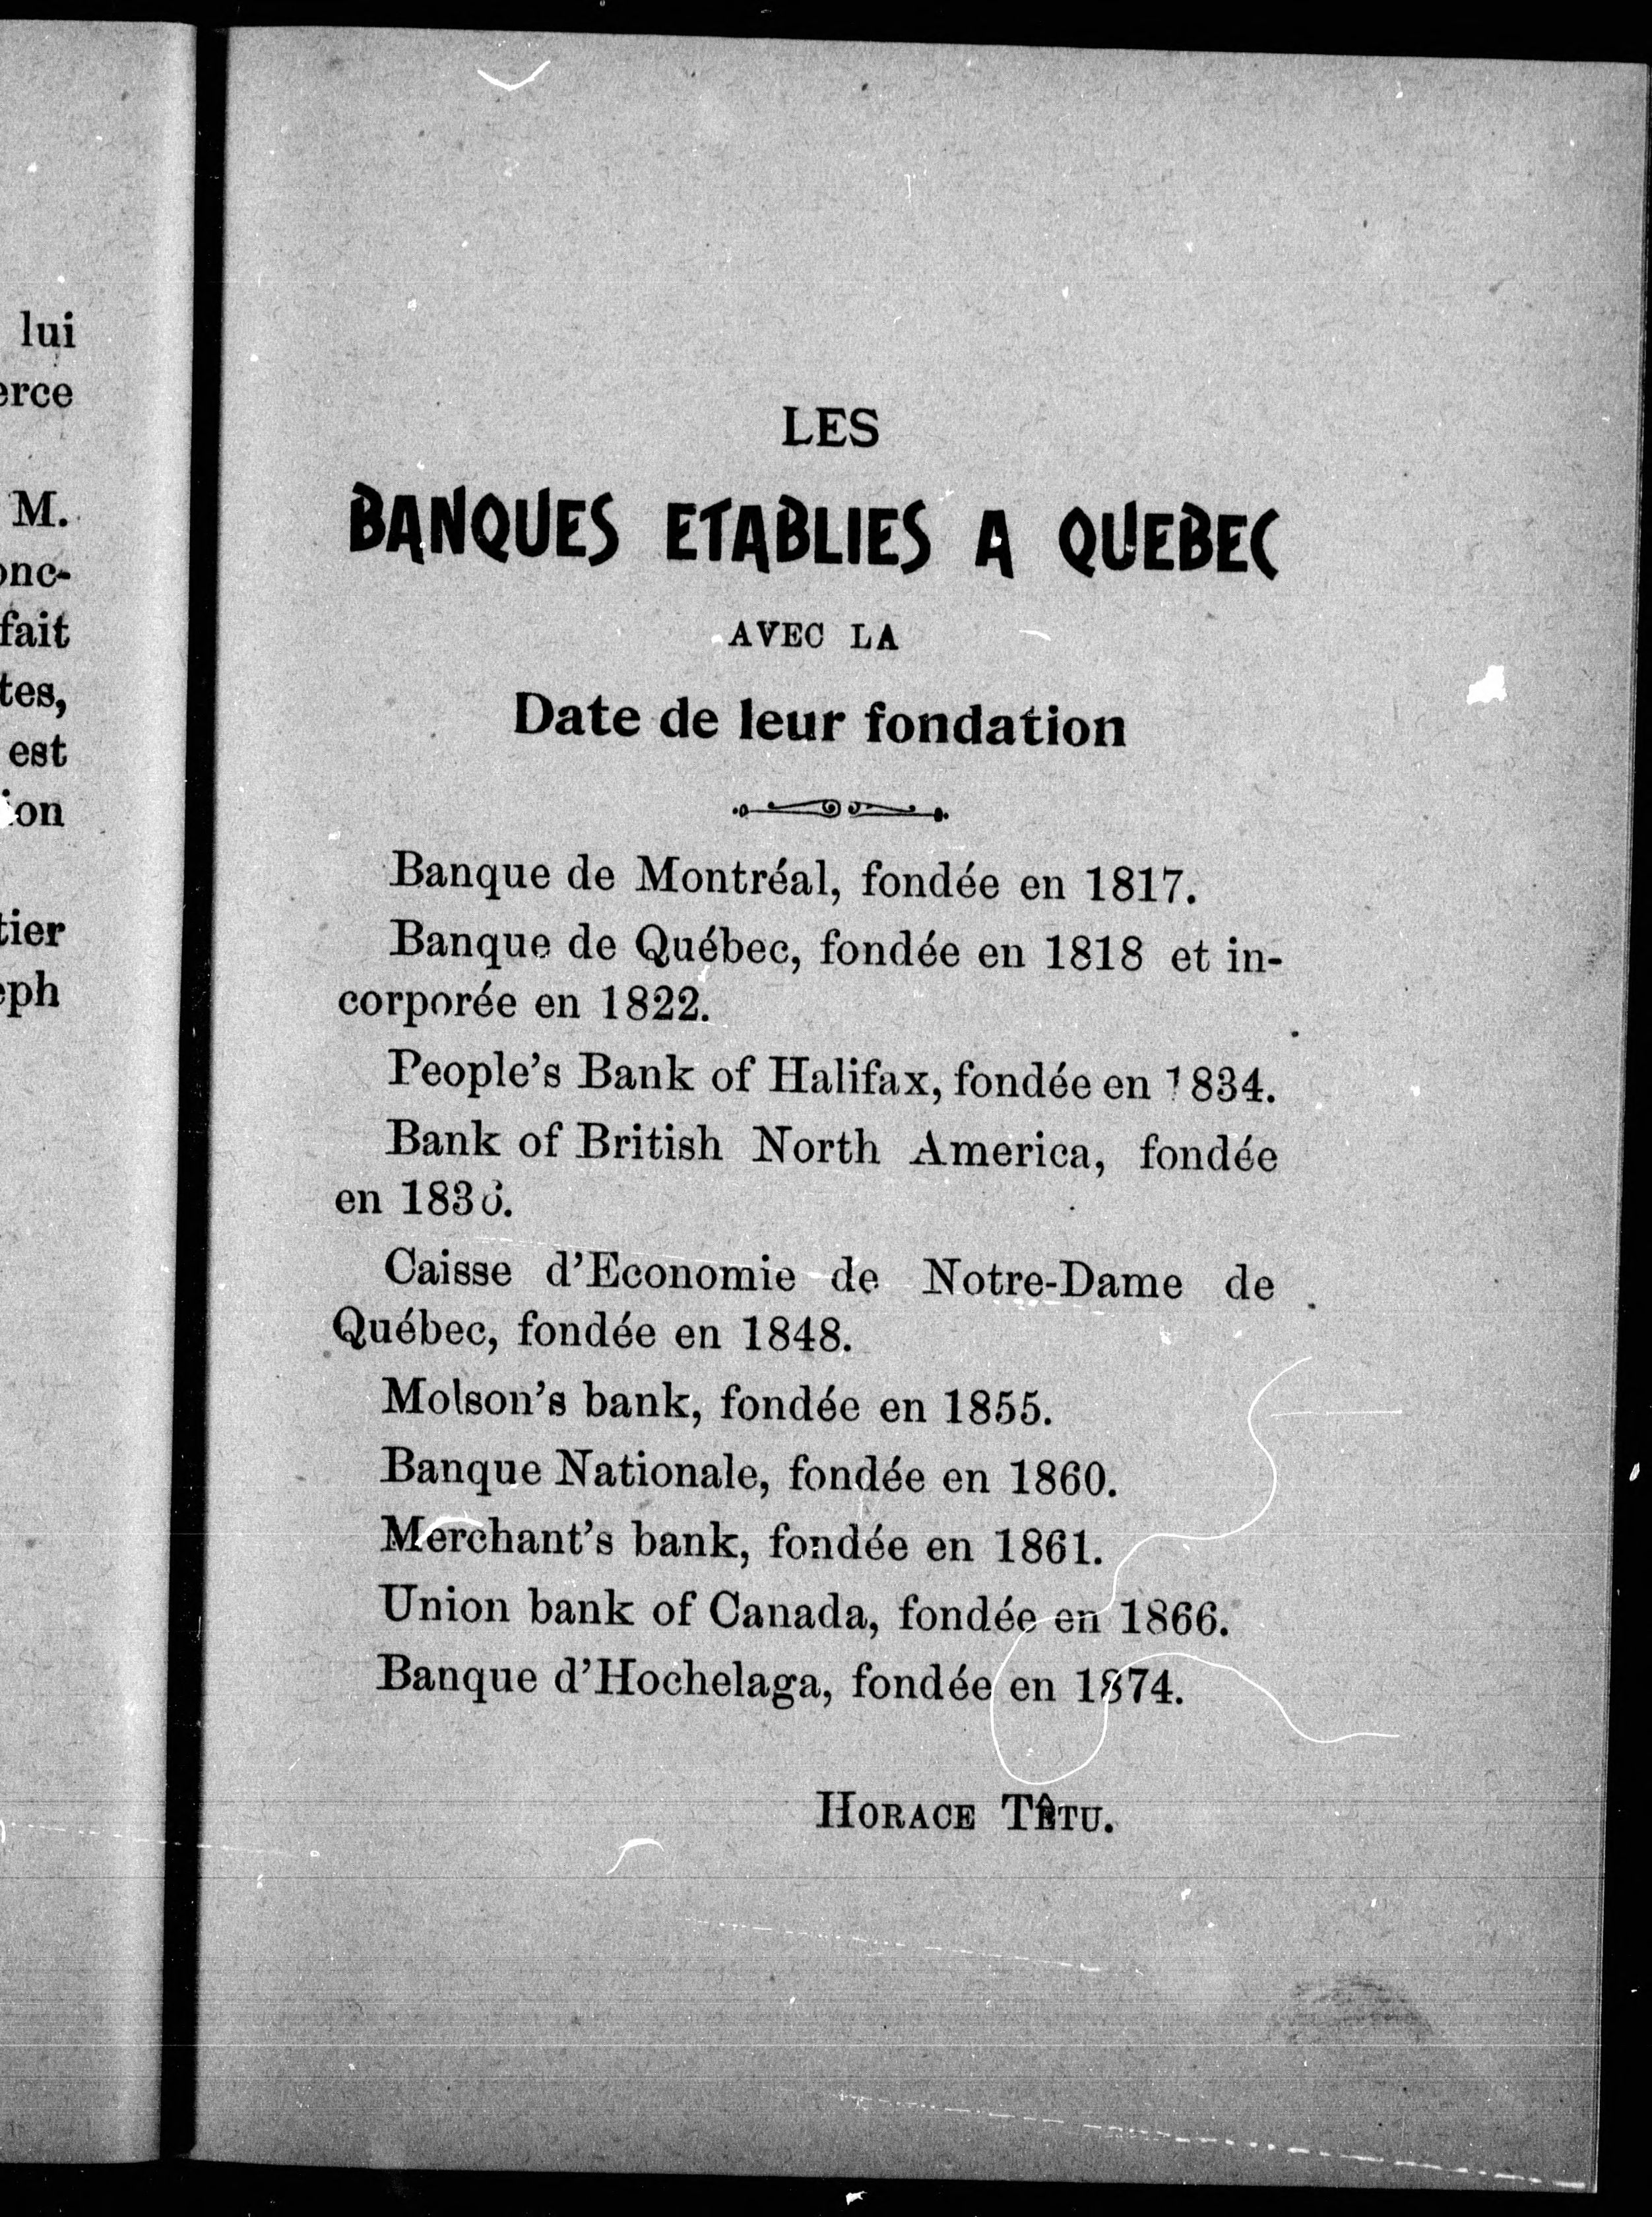 lui
erce
M.
onc-
fait
tes,
est
ion
tier
eph
LES
BANQUES ETABLIES A QUEBEC
AVEC LA
Date de leur fondation
Banque de Montréal, fondée en 1817.
Banque de Québec, fondée en 1818 et in-
corporée en 1822.
People's Bank of Halifax, fondée en 1834.
Bank of British North America, fondée
en 1836.
Caisse d'Economie de Notre-Dame de
Québec, fondée en 1848.
Molson's bank, fondée en 1855.
Banque Nationale, fondée en 1860.
Merchant's bank, fondée en 1861.
Union bank of Canada, fondée en 1866.
Banque d'Hochelaga, fondée en 1874.
HORACE TÊTU.